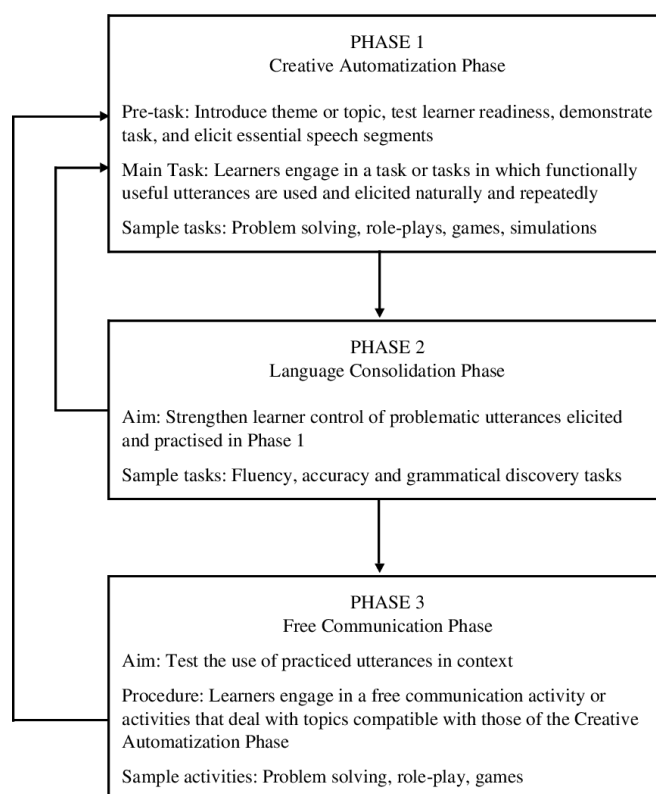 PHASE 1
Creative Automatization Phase
Pre-task: Introduce theme or topic, test learner readiness, demonstrate
task, and elicit essential speech segments
Main Task: Learners engage in a task or tasks in which functionally
useful utterances are used and elicited naturally and repeatedly
Sample tasks: Problem solving, role-plays, games, simulations
PHASE 2
Language Consolidation Phase
Aim: Strengthen learner control of problematic utterances elicited
and practised in Phase 1
Sample tasks: Fluency, accuracy and grammatical discovery tasks
PHASE 3
Free Communication Phase
Aim: Test the use of practiced utterances in context
Procedure: Learners engage in a free communication activity or
activities that deal with topics compatible with those of the Creative
Automatization Phase
Sample activities: Problem solving, role-play, games